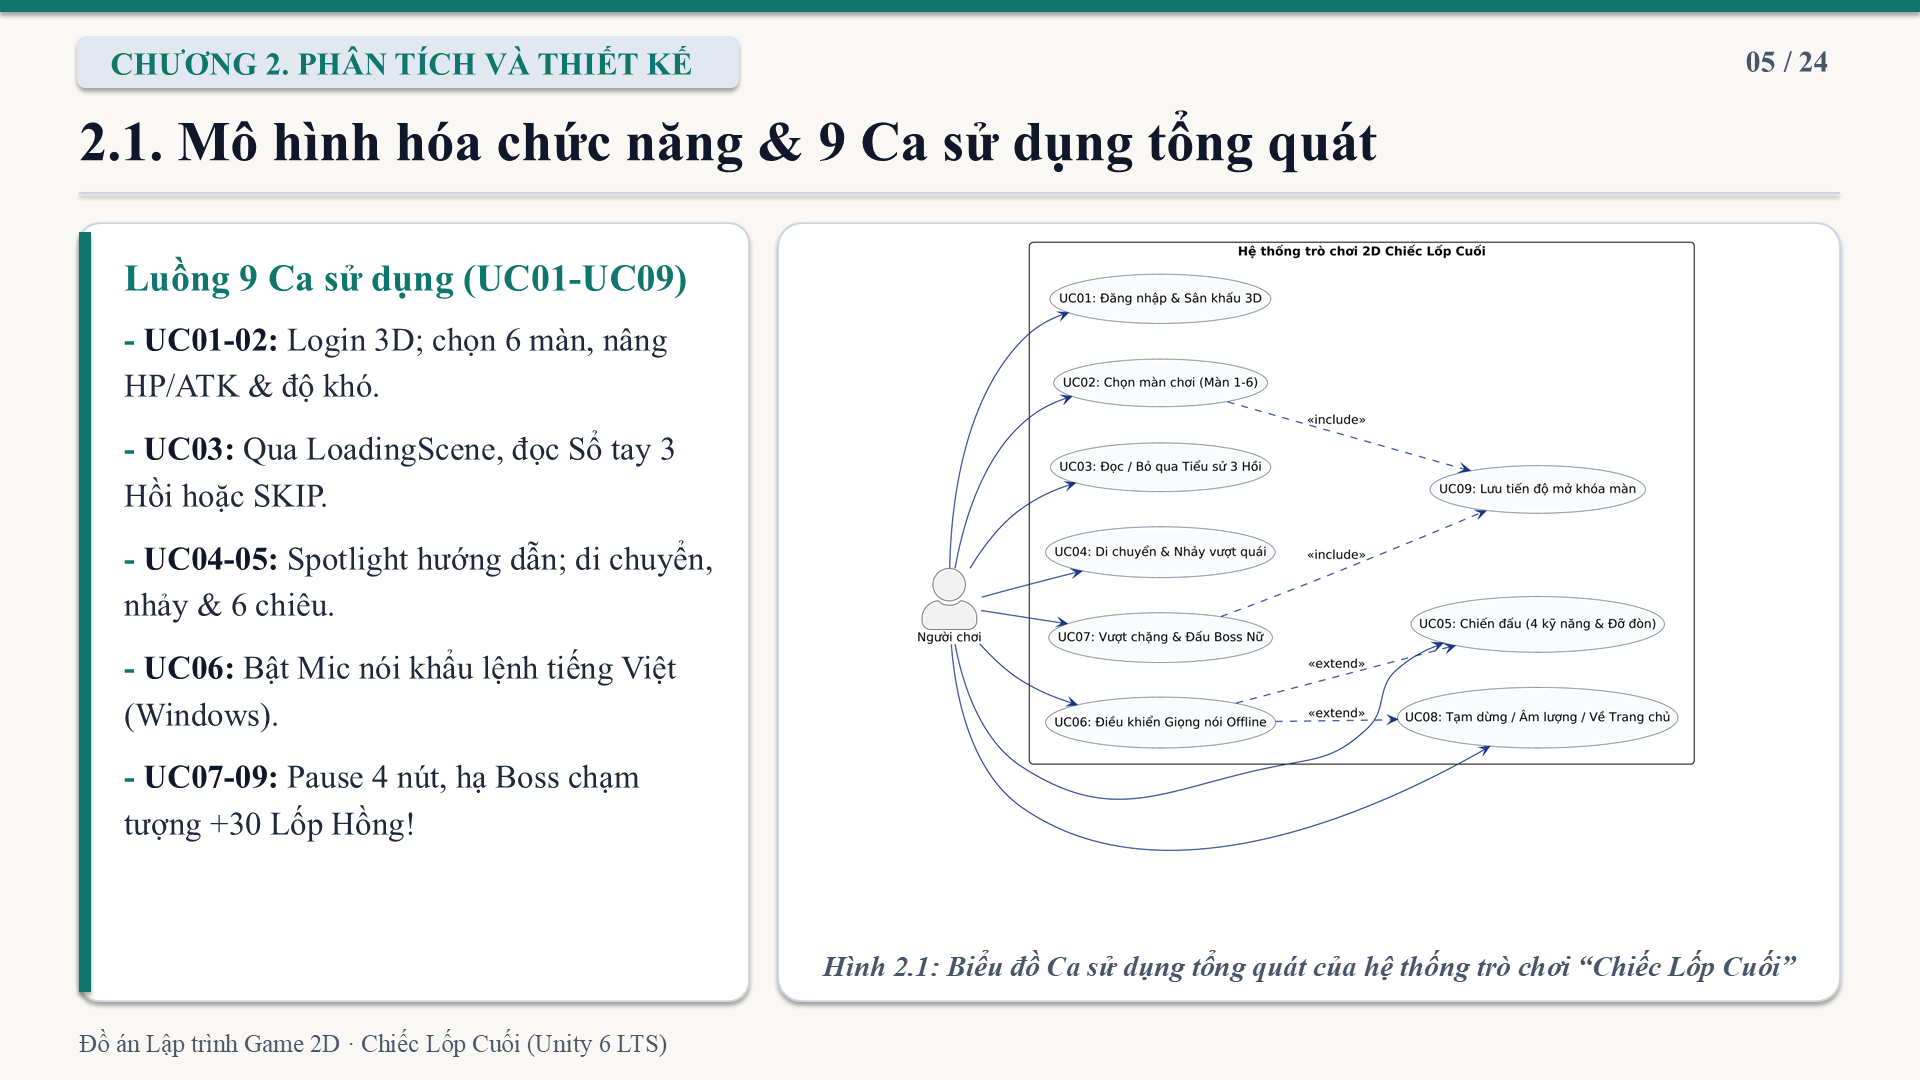 CHƯƠNG 2. PHÂN TÍCH VÀ THIẾT KẾ
05 / 24
2.1. Mô hình hóa chức năng & 9 Ca sử dụng tổng quát
Luồng 9 Ca sử dụng (UC01-UC09)
- UC01-02: Login 3D; chọn 6 màn, nâng
HP/ATK & độ khó.
- UC03: Qua LoadingScene, đọc Sổ tay 3
Hồi hoặc SKIP.
- UC04-05: Spotlight hướng dẫn; di chuyển,
nhảy & 6 chiêu.
- UC06: Bật Mic nói khẩu lệnh tiếng Việt
(Windows).
- UC07-09: Pause 4 nút, hạ Boss chạm
tượng +30 Lốp Hồng!
Hệ thống trò chơi 2D Chiếc Lốp Cuối
UC01: Đăng nhập & Sân khấu 3D
UC02: Chọn màn chơi (Màn 1-6)
«include»
UC03: Đọc / Bỏ qua Tiểu sử 3 Hồi
UC09: Lưu tiến độ mở khóa màn
UC04: Di chuyển & Nhảy vượt quái
«include»
UC05: Chiến đấu (4 kỹ năng & Đỡ đòn)
Người chơi
UC07: Vượt chặng & Đấu Boss Nữ
«extend»
«extend»
UC08: Tạm dừng / Âm lượng / Về Trang chủ
UC06: Điều khiển Giọng nói Offline
Hình 2.1: Biểu đồ Ca sử dụng tổng quát của hệ thống trò chơi “Chiếc Lốp Cuối”
Đồ án Lập trình Game 2D · Chiếc Lốp Cuối (Unity 6 LTS)